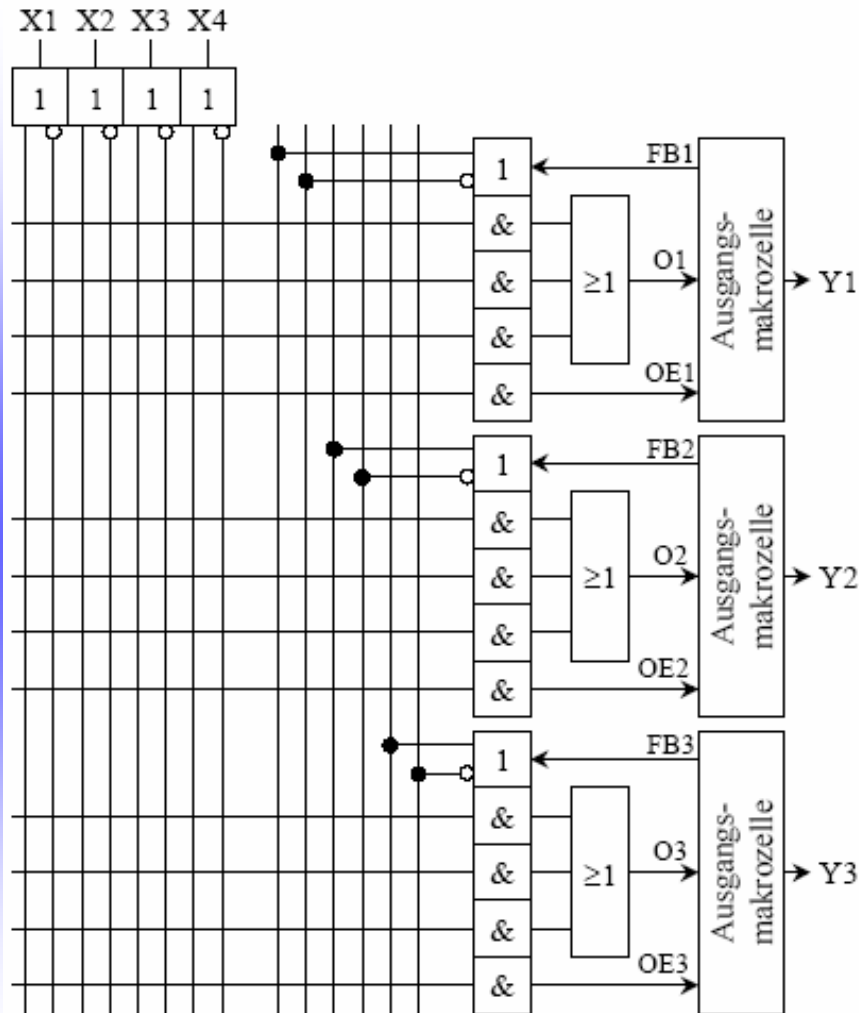 X1 X2 X3 X4
1 1 1 1
1
FB1
&
&
≥1
O1
&
&
OE1
Ausgangs-
makrozelle
Y1
1
FB2
&
&
≥1
O2
&
&
OE2
Ausgangs-
makrozelle
Y2
1
FB3
&
&
≥1
O3
&
&
OE3
Ausgangs-
makrozelle
Y3